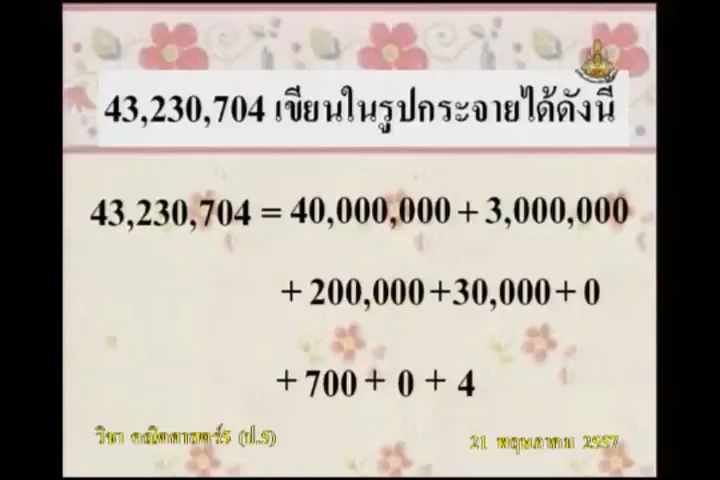 43,230,704 เขียนในรูปกระจายได้ดังนี้
43,230,704 = 40,000,000 + 3,000,000
+ 200,000 +30,000 + 0
+ 700 + 0 + 4
วิชา คณิตศาสตร์5 (ป.5)
21 พฤษภาคม 2557